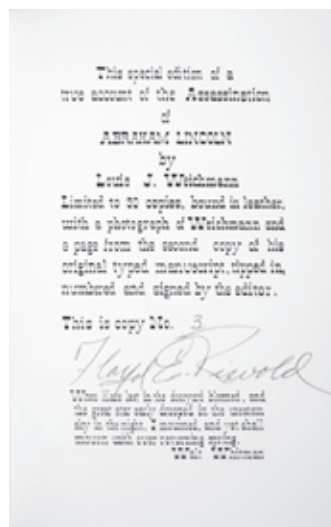 This special edition of a
true account of the Assassination
of
ABRAHAM LINCOLN
by
Louis J. Weichmann
Limited to 50 copies, bound in leather,
with a photograph of Weichmann and
a page from the second copy of his
original typed manuscript, tipped in,
numbered and signed by the editor.
This is copy No. 3
Floyd E. Risvold
When lilacs last in the dooryard bloomed, and
the great star early drooped in the western
sky in the night, I mourned, and yet shall
mourn with ever returning spring.
Walt Whitman